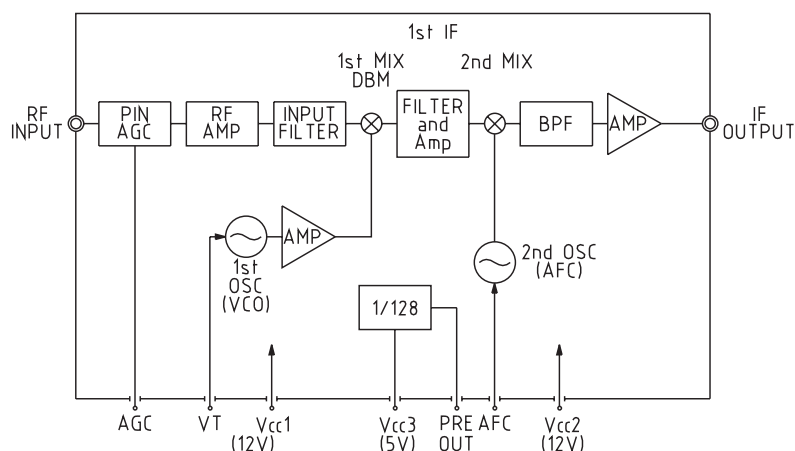 1st IF
1st MIX
DBM
2nd MIX
RF
INPUT
PIN
AGC
RF
AMP
INPUT
FILTER
FILTER
and
Amp
BPF
AMP
IF
OUTPUT
AMP
1st
OSC
(VCO)
2nd OSC
(AFC)
1/128
AGC
VT
Vcc1
(12V)
Vcc3
(5V)
PRE
OUT
AFC
Vcc2
(12V)